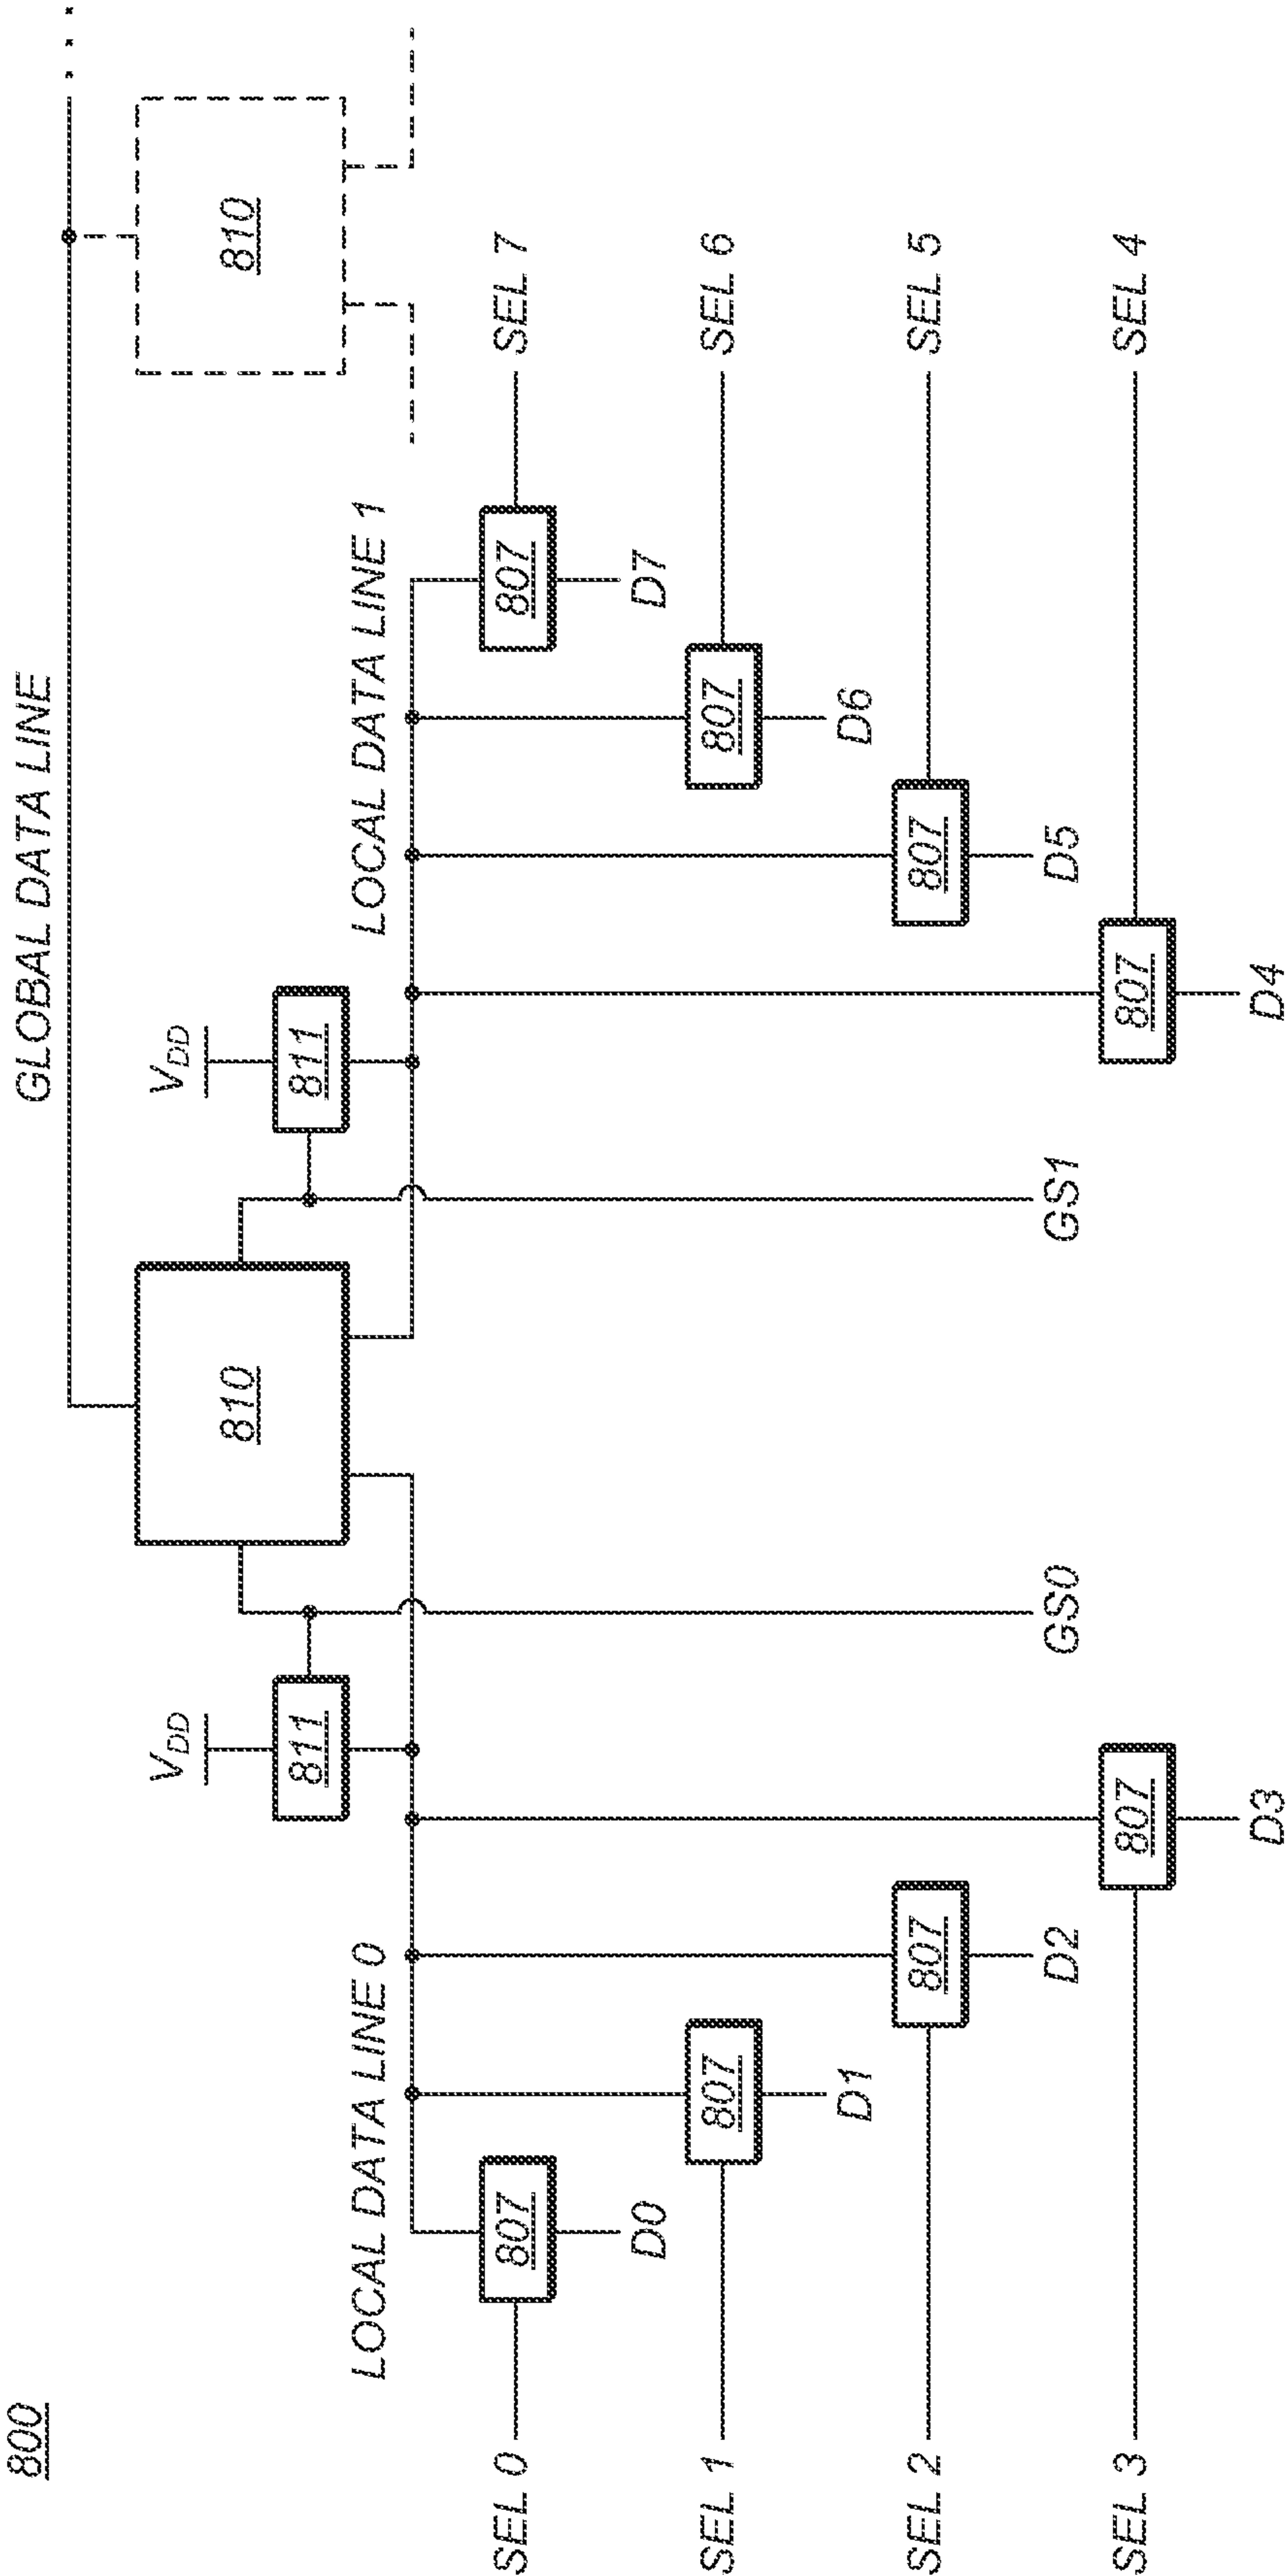 800
GLOBAL DATA LINE
VDD
VDD
811
810
811
810
LOCAL DATA LINE 0
LOCAL DATA LINE 1
SEL 0
807
807
SEL 7
D0
D7
SEL 1
807
807
SEL 6
D1
D6
SEL 2
807
807
SEL 5
D2
GS0
GS1
D5
SEL 3
807
807
SEL 4
D3
D4